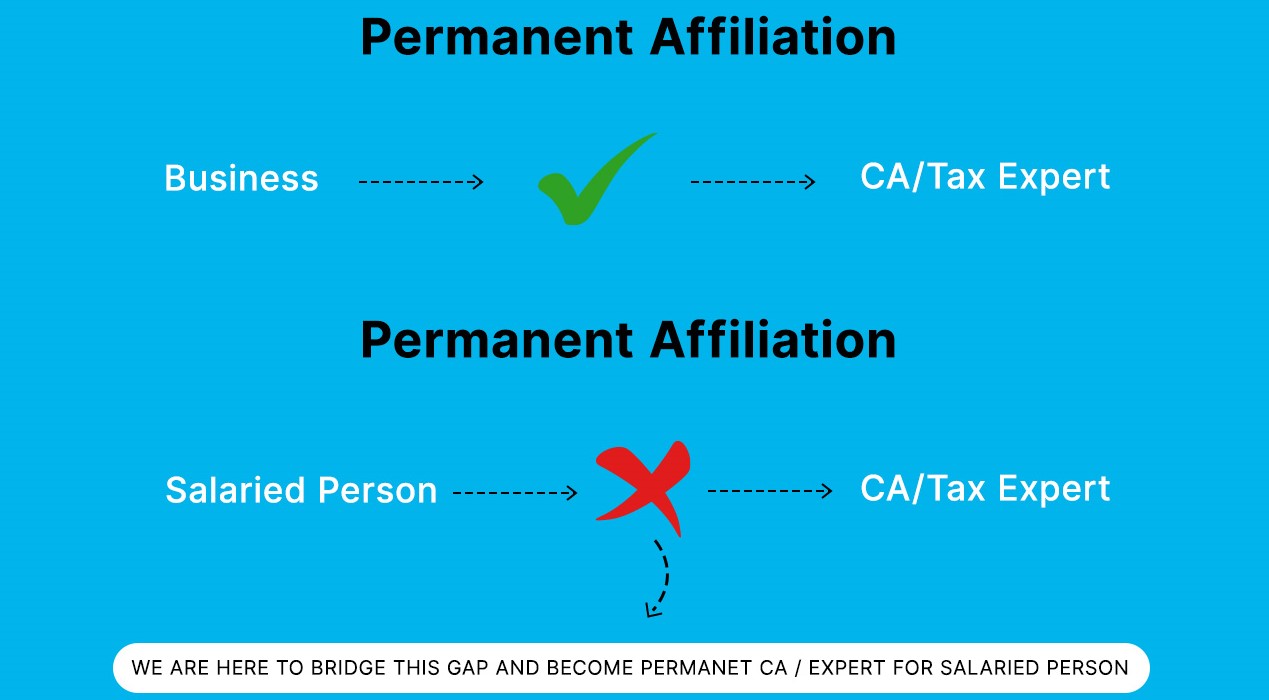 Permanent Affiliation
Business CA/Tax Expert
Permanent Affiliation
Salaried Person CA/Tax Expert
WE ARE HERE TO BRIDGE THIS GAP AND BECOME PERMANET CA / EXPERT FOR SALARIED PERSON